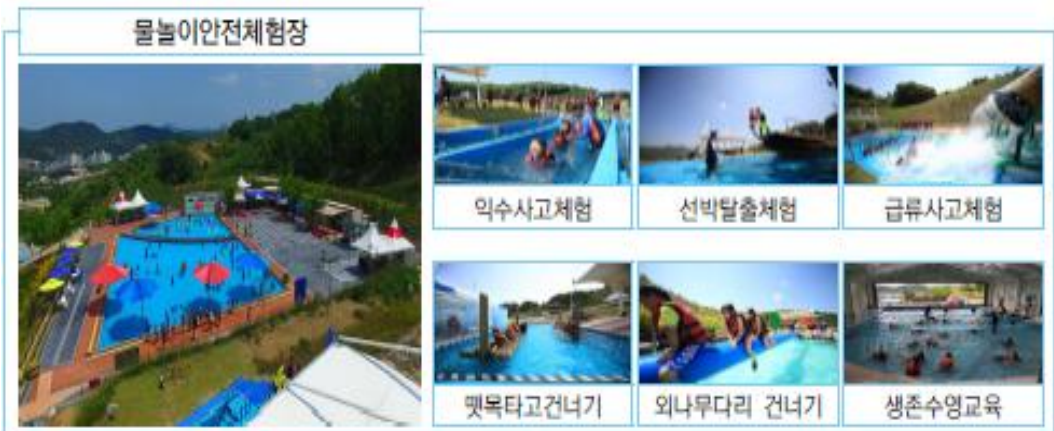 물놀이안전체험장
익수사고체험
선박탈출체험
급류사고체험
뗏목타고건너기
외나무다리 건너기
생존수영교육